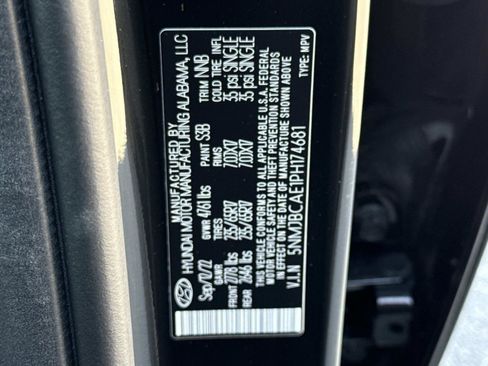 MANUFACTURED BY
HYUNDAI MOTOR MANUFACTURING ALABAMA, LLC
Sep/10/22 GVWR 4761 lbs PAINT S3B TRIM NNB
GAWR TIRES RIMS COLD TIRE INFL
FRONT 2778 lbs 235/65R17 7.0JX17 35 psi SINGLE
REAR 2646 lbs 235/65R17 7.0JX17 35 psi SINGLE
THIS VEHICLE CONFORMS TO ALL APPLICABLE U.S.A. FEDERAL
MOTOR VEHICLE SAFETY AND THEFT PREVENTION STANDARDS
IN EFFECT ON THE DATE OF MANUFACTURE SHOWN ABOVE
V.I.N 5NMJBCAE1PH174681 TYPE: MPV